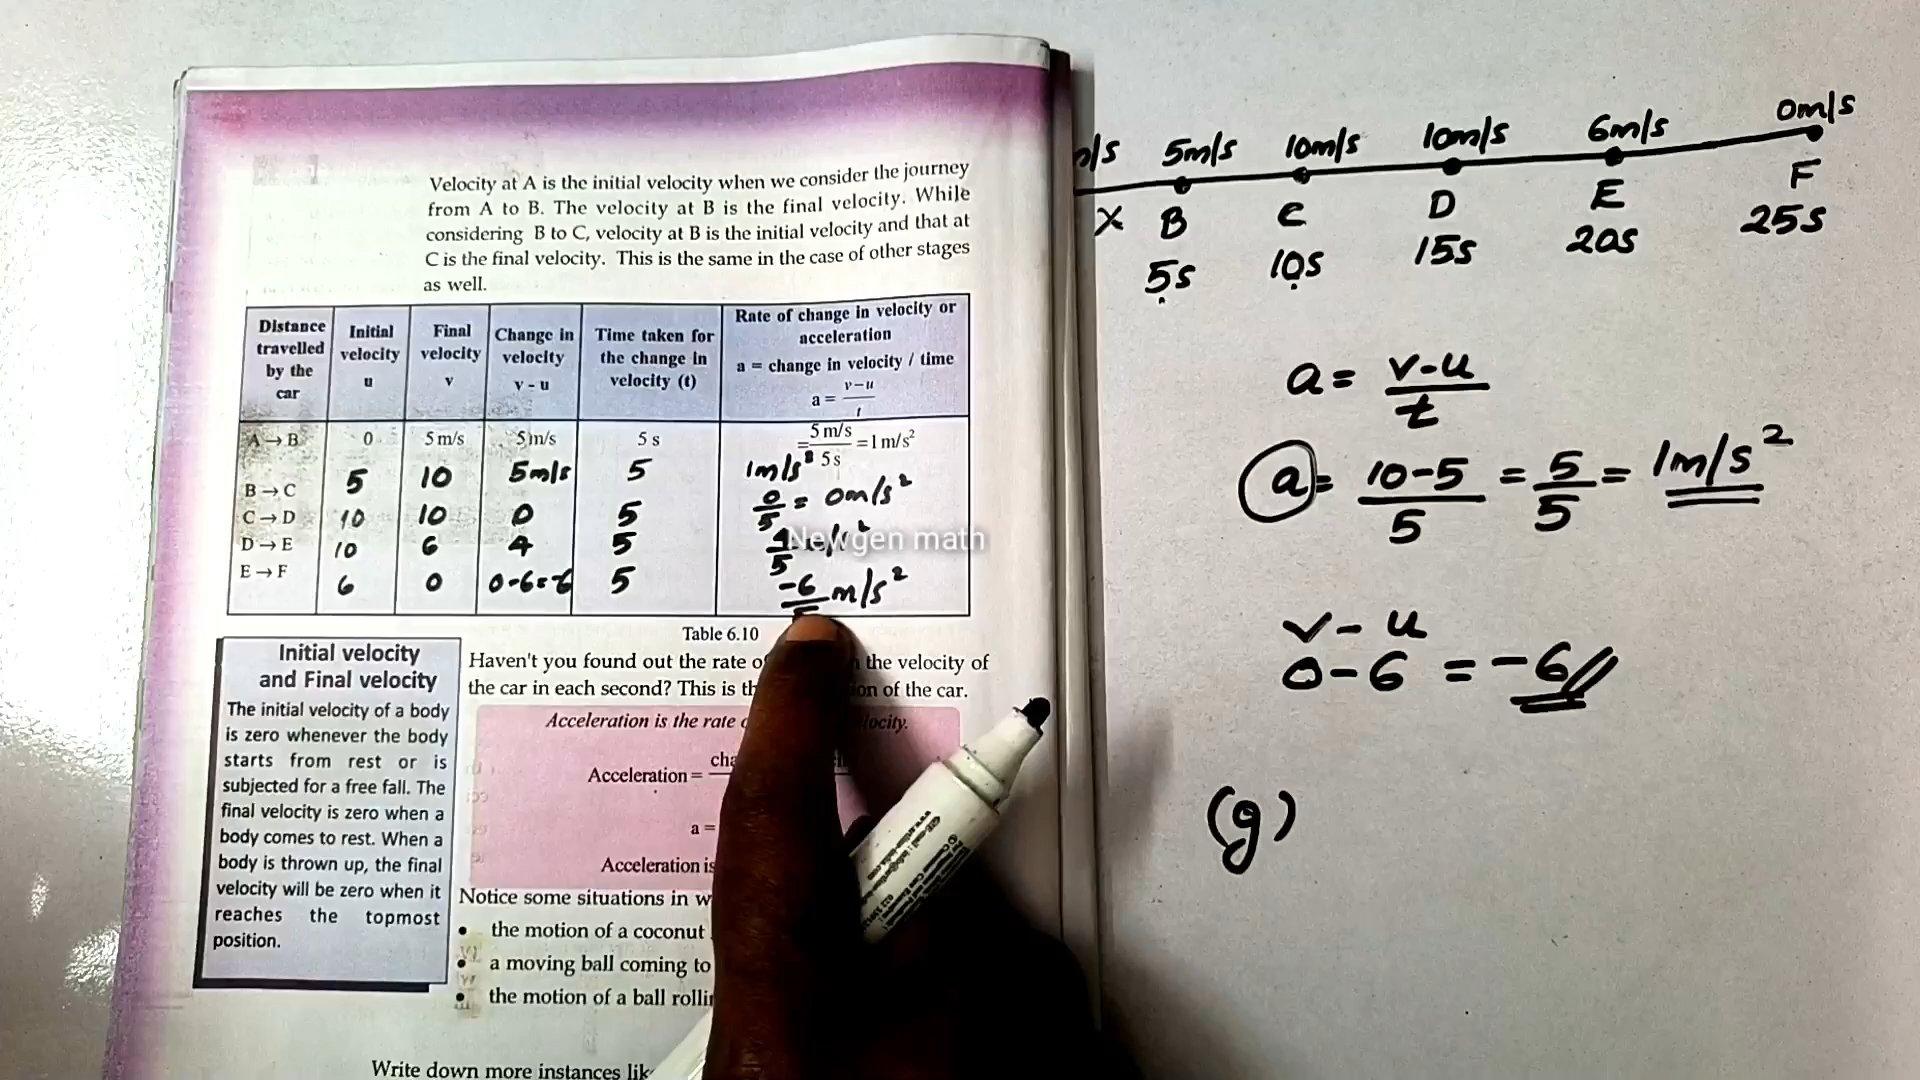 Velocity at A is the initial velocity when we consider the journey
from A to B. The velocity at B is the final velocity. While
considering B to C, velocity at B is the initial velocity and that at
C is the final velocity. This is the same in the case of other stages
as well.
Distance travelled by the car
Initial velocity u
Final velocity v
Change in velocity v - u
Time taken for the change in velocity (t)
Rate of change in velocity or acceleration
a = change in velocity / time
a = v-u / t
A → B 0 5 m/s 5 m/s 5 s = 5 m/s / 5s = 1 m/s²
B → C 5 10 5m/s 5 1m/s²
C → D 10 10 0 5 0/5 = 0m/s²
D → E 10 6 4 5 4/5
E → F 6 0 0-6=-6 5 -6 m/s²
Newgen math
Table 6.10
Initial velocity
and Final velocity
The initial velocity of a body
is zero whenever the body
starts from rest or is
subjected for a free fall. The
final velocity is zero when a
body comes to rest. When a
body is thrown up, the final
velocity will be zero when it
reaches the topmost
position.
Haven't you found out the rate of the velocity of
the car in each second? This is of the car.
Acceleration is the rate
Acceleration =
a =
Acceleration is
Notice some situations in
• the motion of a coconut
• a moving ball coming to
• the motion of a ball
Write down more instances
5m/s 10m/s 10m/s 6m/s 0m/s
X B C D E F
5s 10s 15s 20s 25s
a = v-u / t
a = 10-5 / 5 = 5/5 = 1m/s²
v - u
0 - 6 = -6
(g)